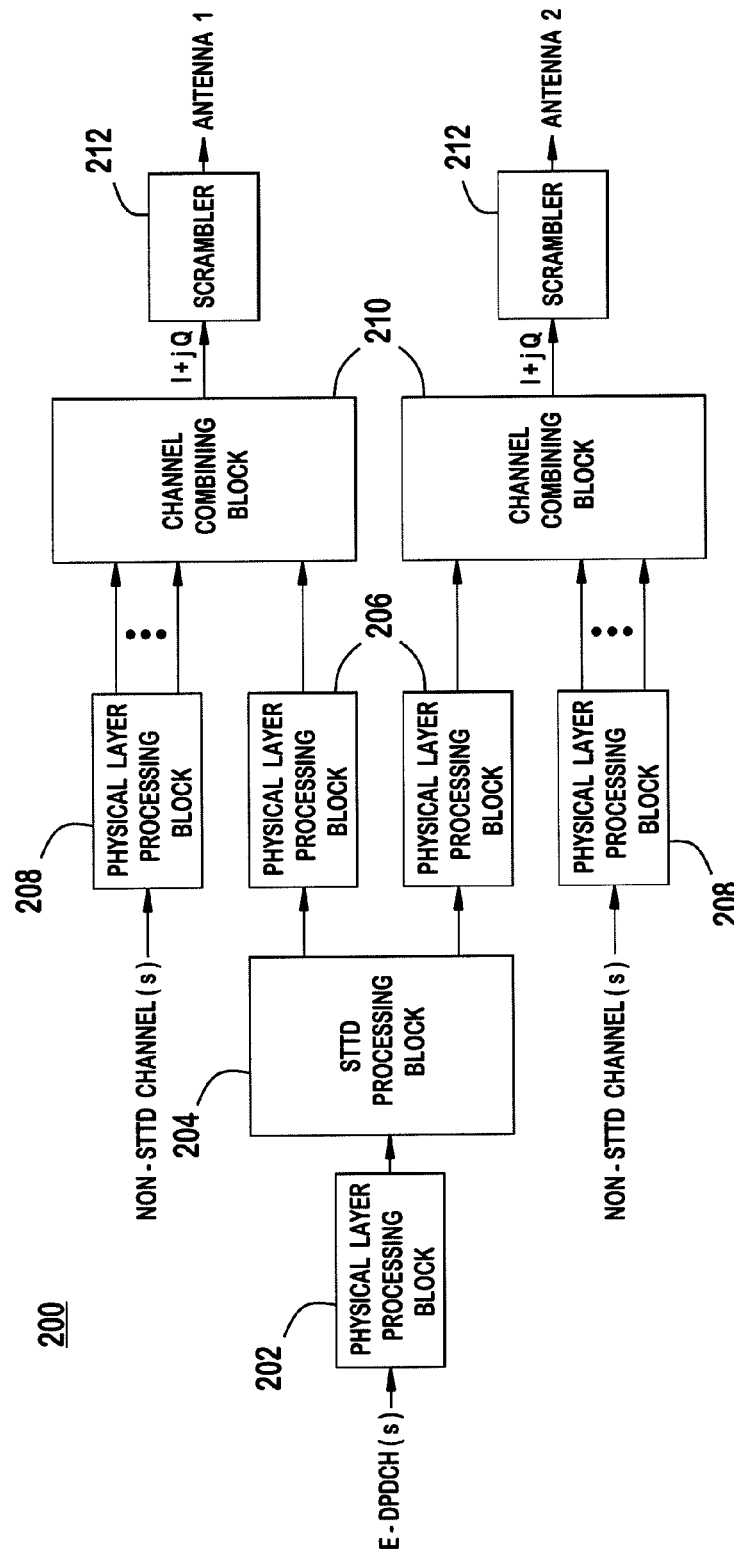 200
E-DPDCH(s)
202
PHYSICAL LAYER
PROCESSING
BLOCK
204
STTD
PROCESSING
BLOCK
NON-STTD CHANNEL(s)
208
PHYSICAL LAYER
PROCESSING
BLOCK
PHYSICAL LAYER
PROCESSING
BLOCK
206
PHYSICAL LAYER
PROCESSING
BLOCK
NON-STTD CHANNEL(s)
PHYSICAL LAYER
PROCESSING
BLOCK
208
CHANNEL
COMBINING
BLOCK
210
CHANNEL
COMBINING
BLOCK
I+jQ
212
SCRAMBLER
ANTENNA 1
I+jQ
212
SCRAMBLER
ANTENNA 2